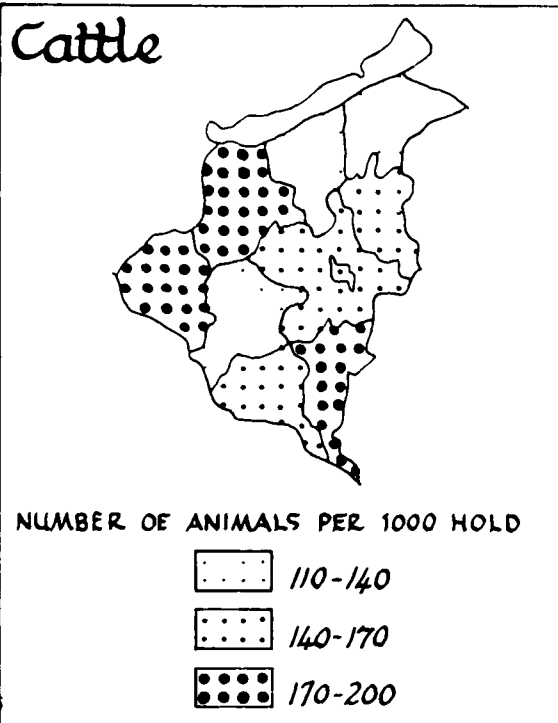 Cattle
NUMBER OF ANIMALS PER 1000 HOLD
110-140
140-170
170-200